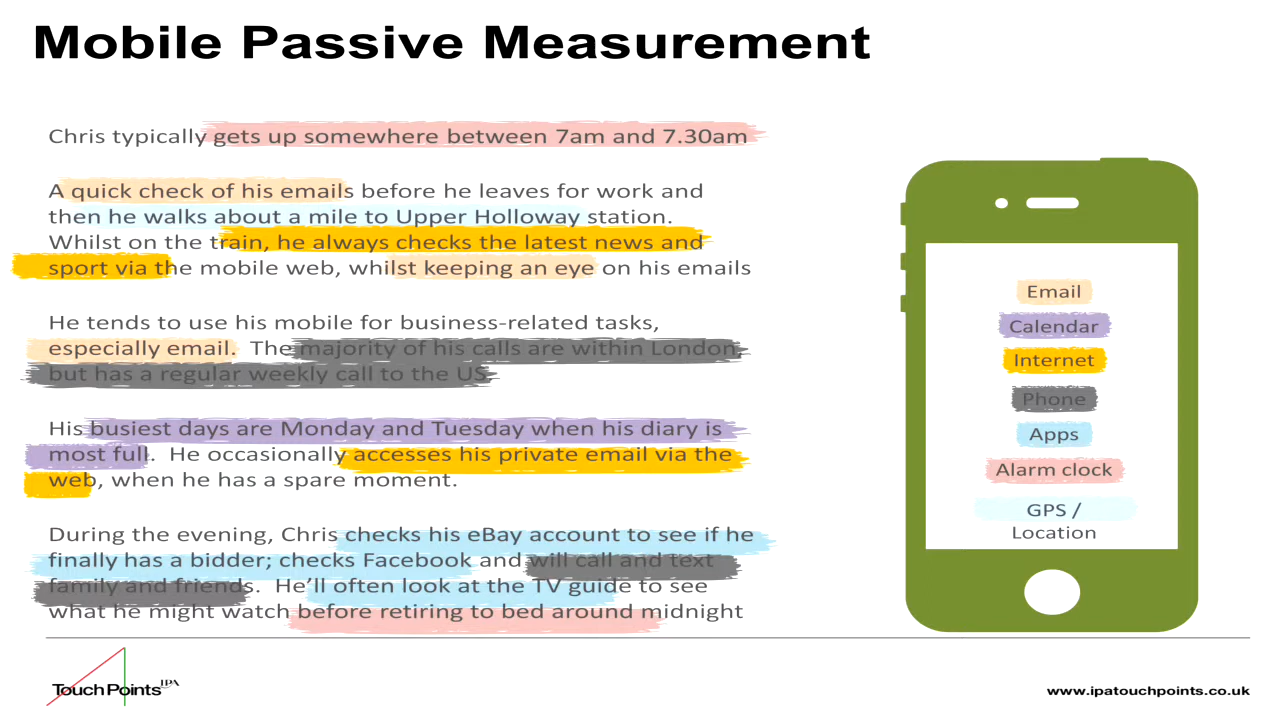 Mobile Passive Measurement
Chris typically gets up somewhere between 7am and 7.30am
A quick check of his emails before he leaves for work and
then he walks about a mile to Upper Holloway station.
Whilst on the train, he always checks the latest news and
sport via the mobile web, whilst keeping an eye on his emails
He tends to use his mobile for business-related tasks,
especially email.  The majority of his calls are within London,
but has a regular weekly call to the US.
His busiest days are Monday and Tuesday when his diary is
most full.  He occasionally accesses his private email via the
web, when he has a spare moment.
During the evening, Chris checks his eBay account to see if he
finally has a bidder; checks Facebook and will call and text
family and friends.  He'll often look at the TV guide to see
what he might watch before retiring to bed around midnight
Email
Calendar
Internet
Phone
Apps
Alarm clock
GPS /
Location
TouchPoints IPA
www.ipatouchpoints.co.uk